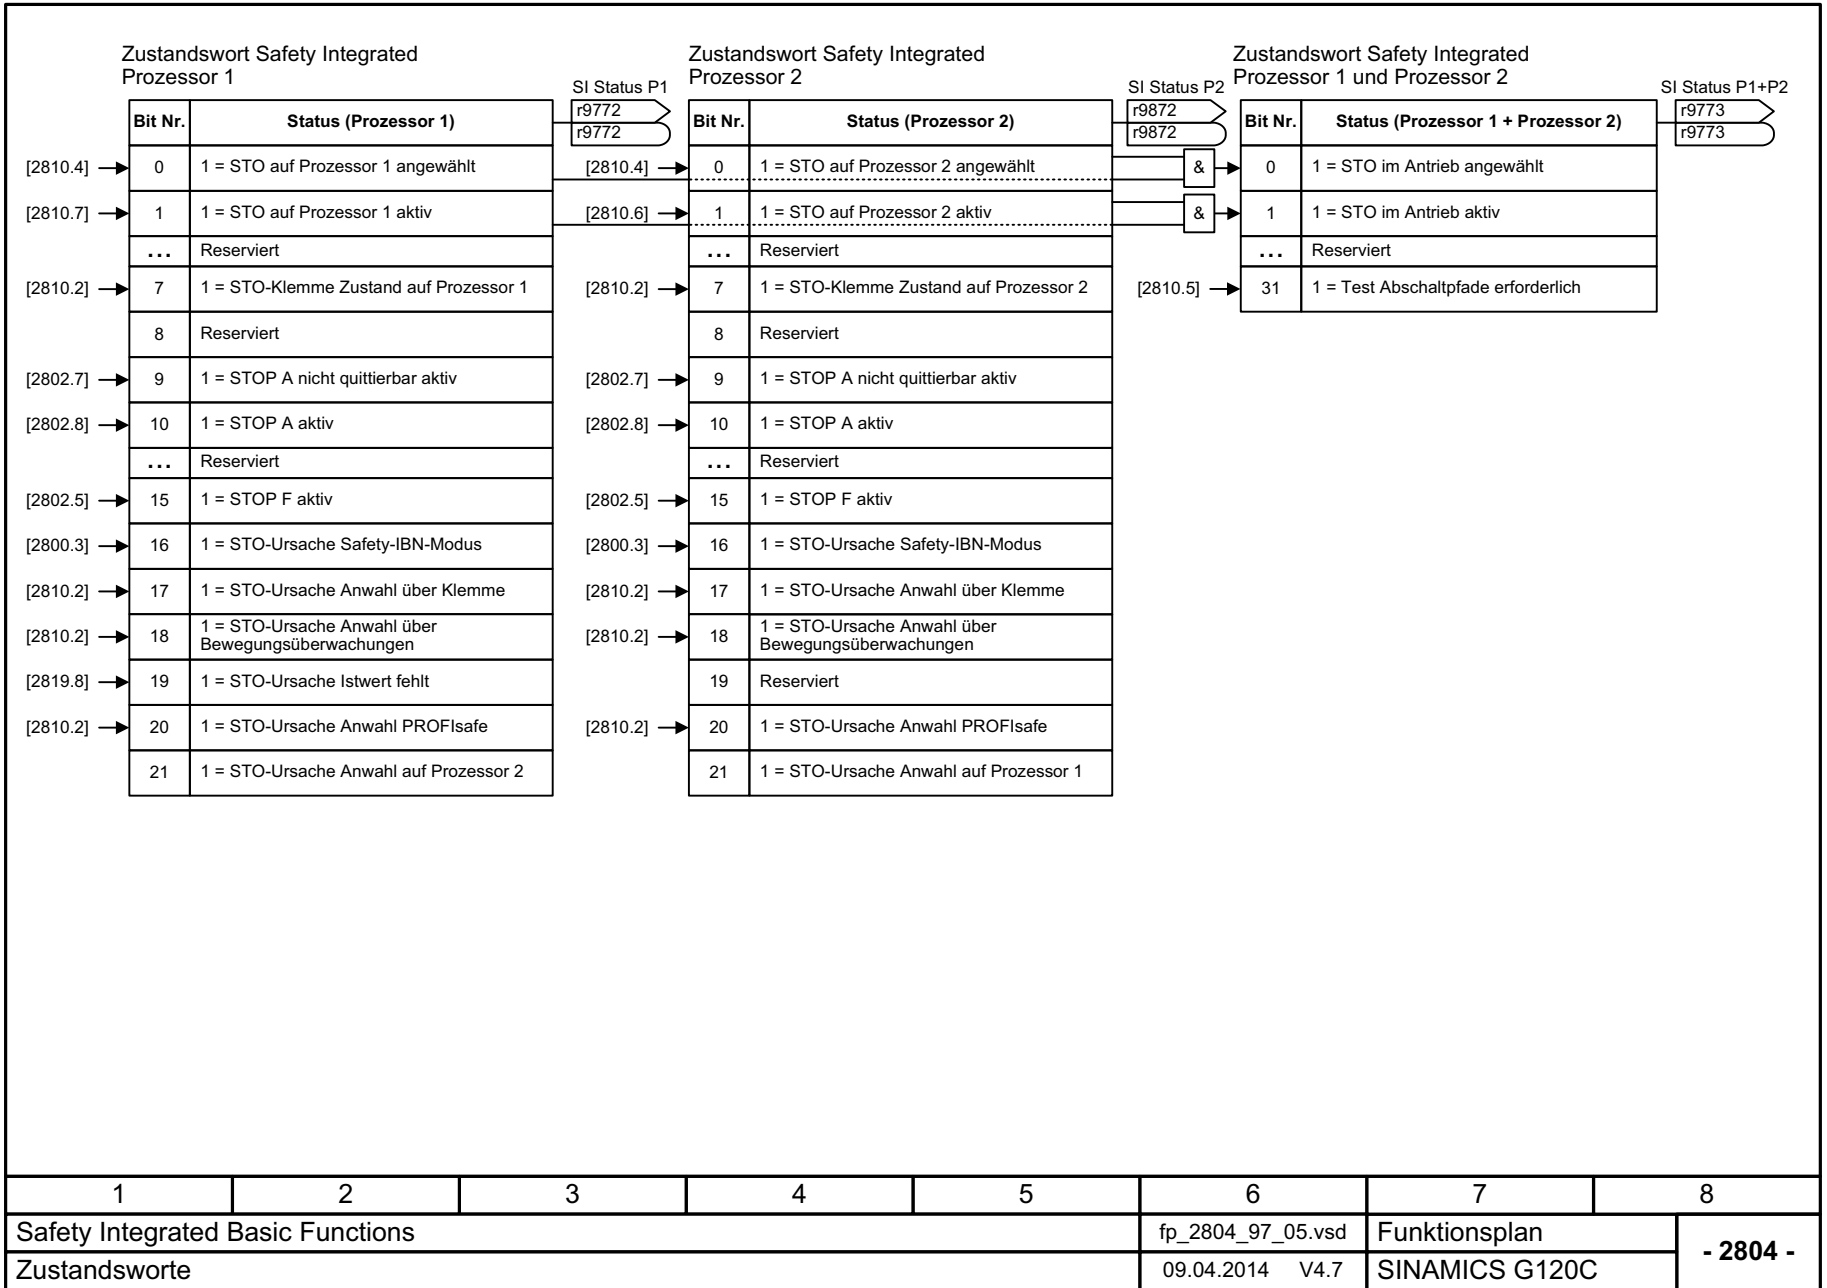 Zustandswort Safety Integrated
Prozessor 1
SI Status P1
r9772
r9772
Bit Nr. Status (Prozessor 1)
[2810.4] 0 1 = STO auf Prozessor 1 angewählt
[2810.7] 1 1 = STO auf Prozessor 1 aktiv
... Reserviert
[2810.2] 7 1 = STO-Klemme Zustand auf Prozessor 1
8 Reserviert
[2802.7] 9 1 = STOP A nicht quittierbar aktiv
[2802.8] 10 1 = STOP A aktiv
... Reserviert
[2802.5] 15 1 = STOP F aktiv
[2800.3] 16 1 = STO-Ursache Safety-IBN-Modus
[2810.2] 17 1 = STO-Ursache Anwahl über Klemme
[2810.2] 18 1 = STO-Ursache Anwahl über
Bewegungsüberwachungen
[2819.8] 19 1 = STO-Ursache Istwert fehlt
[2810.2] 20 1 = STO-Ursache Anwahl PROFIsafe
21 1 = STO-Ursache Anwahl auf Prozessor 2
Zustandswort Safety Integrated
Prozessor 2
SI Status P2
r9872
r9872
Bit Nr. Status (Prozessor 2)
[2810.4] 0 1 = STO auf Prozessor 2 angewählt
[2810.6] 1 1 = STO auf Prozessor 2 aktiv
... Reserviert
[2810.2] 7 1 = STO-Klemme Zustand auf Prozessor 2
8 Reserviert
[2802.7] 9 1 = STOP A nicht quittierbar aktiv
[2802.8] 10 1 = STOP A aktiv
... Reserviert
[2802.5] 15 1 = STOP F aktiv
[2800.3] 16 1 = STO-Ursache Safety-IBN-Modus
[2810.2] 17 1 = STO-Ursache Anwahl über Klemme
[2810.2] 18 1 = STO-Ursache Anwahl über
Bewegungsüberwachungen
19 Reserviert
[2810.2] 20 1 = STO-Ursache Anwahl PROFIsafe
21 1 = STO-Ursache Anwahl auf Prozessor 1
Zustandswort Safety Integrated
Prozessor 1 und Prozessor 2
SI Status P1+P2
r9773
r9773
Bit Nr. Status (Prozessor 1 + Prozessor 2)
& 0 1 = STO im Antrieb angewählt
& 1 1 = STO im Antrieb aktiv
... Reserviert
[2810.5] 31 1 = Test Abschaltpfade erforderlich
1 2 3 4 5 6 7 8
Safety Integrated Basic Functions fp_2804_97_05.vsd Funktionsplan
- 2804 -
Zustandsworte 09.04.2014 V4.7 SINAMICS G120C